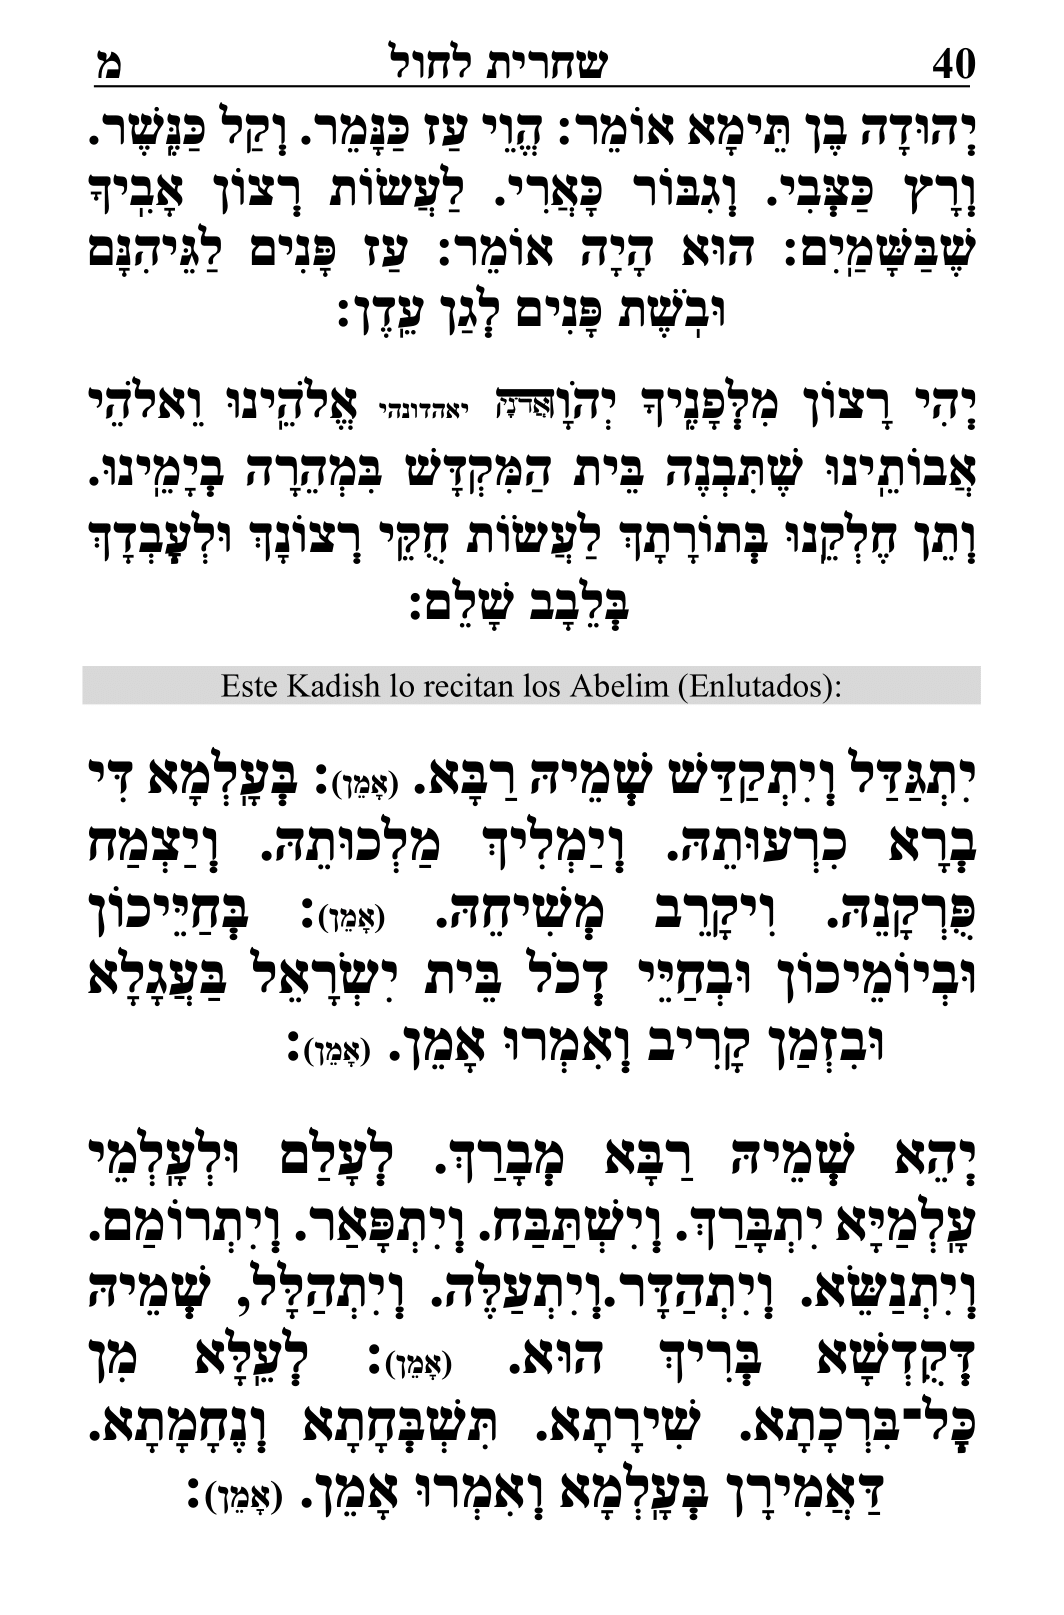 40 שחרית לחול מ
יְהוּדָה בֶן תֵּימָא אוֹמֵר: הֱוֵי עַז כַּנָּמֵר. וְקַל כַּנֶּשֶׁר.
וְרָץ כַּצְּבִי. וְגִבּוֹר כָּאֲרִי. לַעֲשׂוֹת רְצוֹן אָבִיךָ
שֶׁבַּשָּׁמַיִם: הוּא הָיָה אוֹמֵר: עַז פָּנִים לַגֵּיהִנָּם
וּבֹשֶׁת פָּנִים לְגַן עֵדֶן:
יְהִי רָצוֹן מִלְּפָנֶיךָ יְהֹוָה אֲדֹנָי יאהדונהי אֱלֹהֵינוּ וֵאלֹהֵי
אֲבוֹתֵינוּ שֶׁתִּבְנֶה בֵּית הַמִּקְדָּשׁ בִּמְהֵרָה בְיָמֵינוּ.
וְתֵן חֶלְקֵנוּ בְּתוֹרָתָךְ לַעֲשׂוֹת חֻקֵּי רְצוֹנָךְ וּלְעָבְדָךְ
בְּלֵבָב שָׁלֵם:
Este Kadish lo recitan los Abelim (Enlutados):
יִתְגַּדַּל וְיִתְקַדַּשׁ שְׁמֵיהּ רַבָּא. (אָמֵן): בְּעָלְמָא דִּי
בְרָא כִרְעוּתֵהּ. וְיַמְלִיךְ מַלְכוּתֵהּ. וְיַצְמַח
פֻּרְקָנֵהּ. וִיקָרֵב מְשִׁיחֵהּ. (אָמֵן): בְּחַיֵּיכוֹן
וּבְיוֹמֵיכוֹן וּבְחַיֵּי דְכֹל בֵּית יִשְׂרָאֵל בַּעֲגָלָא
וּבִזְמַן קָרִיב וְאִמְרוּ אָמֵן. (אָמֵן):
יְהֵא שְׁמֵיהּ רַבָּא מְבָרַךְ. לְעָלַם וּלְעָלְמֵי
עָלְמַיָּא יִתְבָּרַךְ. וְיִשְׁתַּבַּח. וְיִתְפָּאַר. וְיִתְרוֹמַם.
וְיִתְנַשֵּׂא. וְיִתְהַדָּר.וְיִתְעַלֶּה. וְיִתְהַלָּל, שְׁמֵיהּ
דְּקֻדְשָׁא בְּרִיךְ הוּא. (אָמֵן): לְעֵלָּא מִן
כָּל־בִּרְכָתָא. שִׁירָתָא. תִּשְׁבְּחָתָא וְנֶחָמָתָא.
דַּאֲמִירָן בְּעָלְמָא וְאִמְרוּ אָמֵן. (אָמֵן):